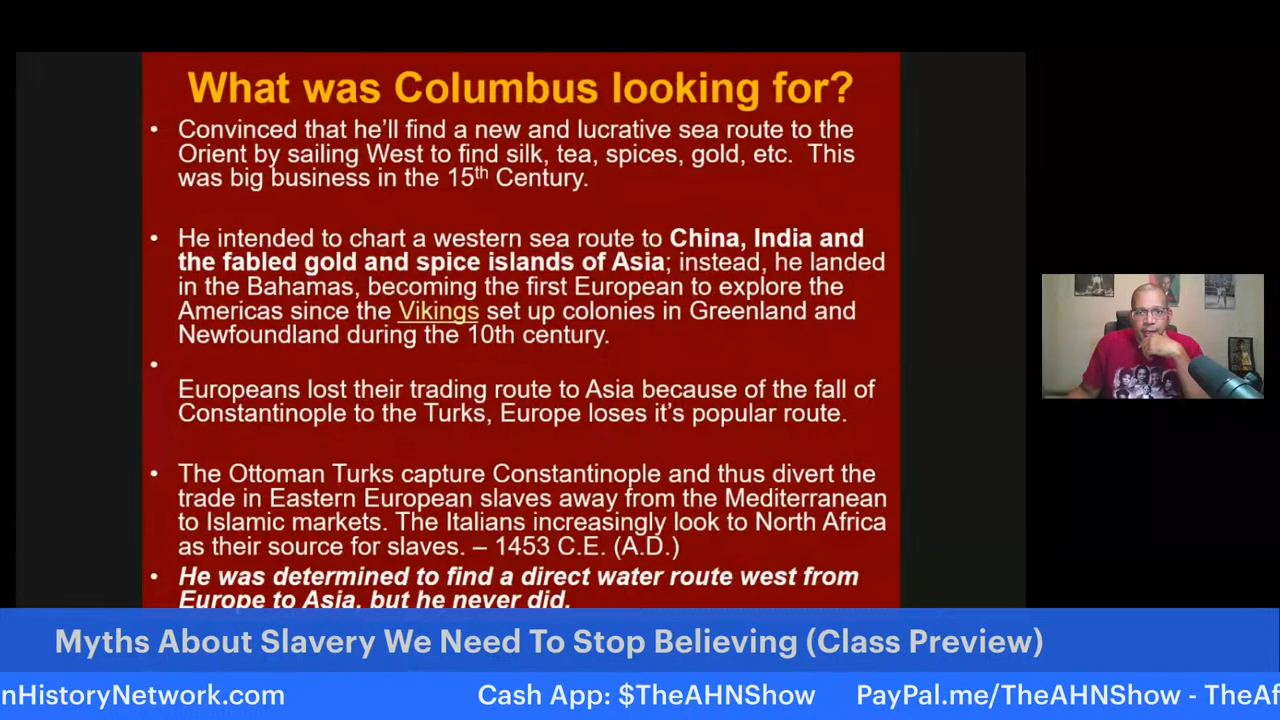 What was Columbus looking for?
• Convinced that he'll find a new and lucrative sea route to the
Orient by sailing West to find silk, tea, spices, gold, etc. This
was big business in the 15th Century.
• He intended to chart a western sea route to China, India and
the fabled gold and spice islands of Asia; instead, he landed
in the Bahamas, becoming the first European to explore the
Americas since the Vikings set up colonies in Greenland and
Newfoundland during the 10th century.
•
Europeans lost their trading route to Asia because of the fall of
Constantinople to the Turks, Europe loses it's popular route.
• The Ottoman Turks capture Constantinople and thus divert the
trade in Eastern European slaves away from the Mediterranean
to Islamic markets. The Italians increasingly look to North Africa
as their source for slaves. – 1453 C.E. (A.D.)
• He was determined to find a direct water route west from
Europe to Asia, but he never did.
Myths About Slavery We Need To Stop Believing (Class Preview)
nHistoryNetwork.com Cash App: $TheAHNShow PayPal.me/TheAHNShow - TheAf